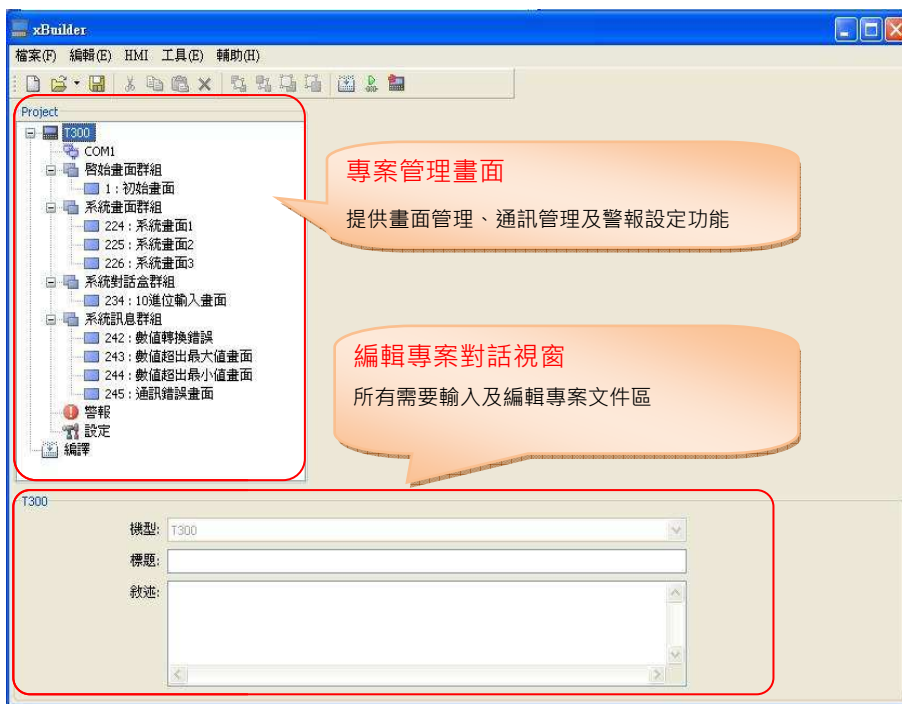 xBuilder
檔案(F) 編輯(E) HMI 工具(E) 輔助(H)
Project
T300
COM1
啓始畫面群組
1 : 初始畫面
系統畫面群組
224 : 系統畫面1
225 : 系統畫面2
226 : 系統畫面3
系統對話盒群組
234 : 10進位輸入畫面
系統訊息群組
242 : 數值轉換錯誤
243 : 數值超出最大值畫面
244 : 數值超出最小值畫面
245 : 通訊錯誤畫面
警報
設定
編譯
專案管理畫面
提供畫面管理、通訊管理及警報設定功能
編輯專案對話視窗
所有需要輸入及編輯專案文件區
T300
機型: T300
標題:
敘述: